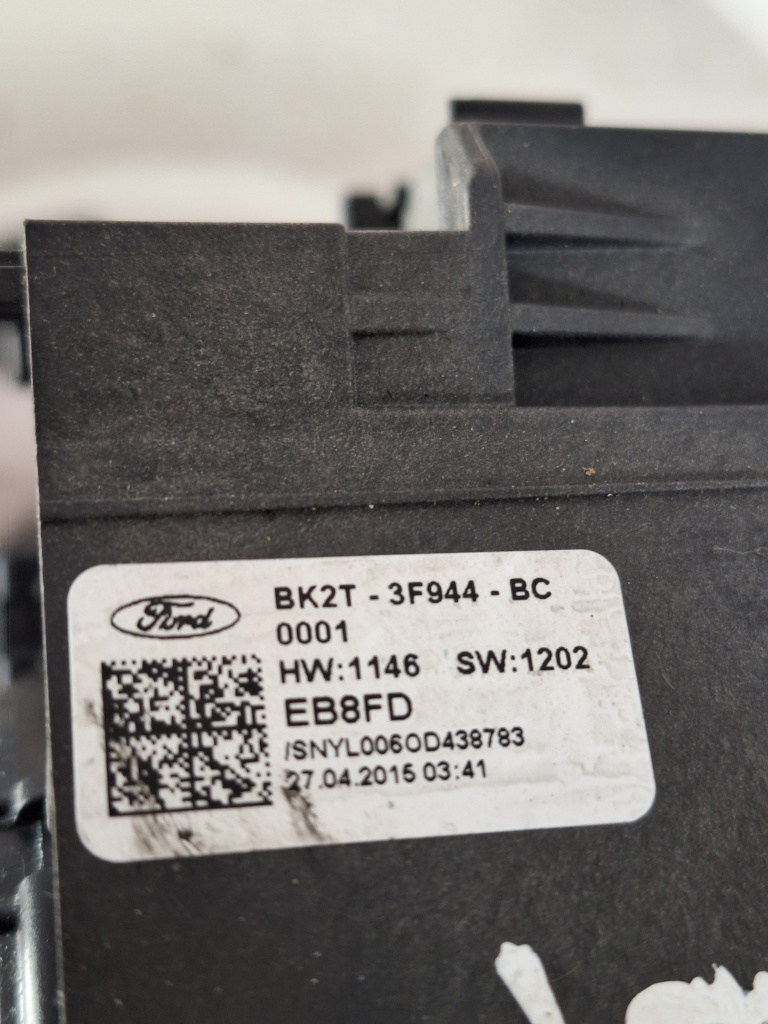 Ford
BK2T - 3F944 - BC
0001
HW:1146 SW:1202
EB8FD
/SNYL006OD438783
27.04.2015 03:41